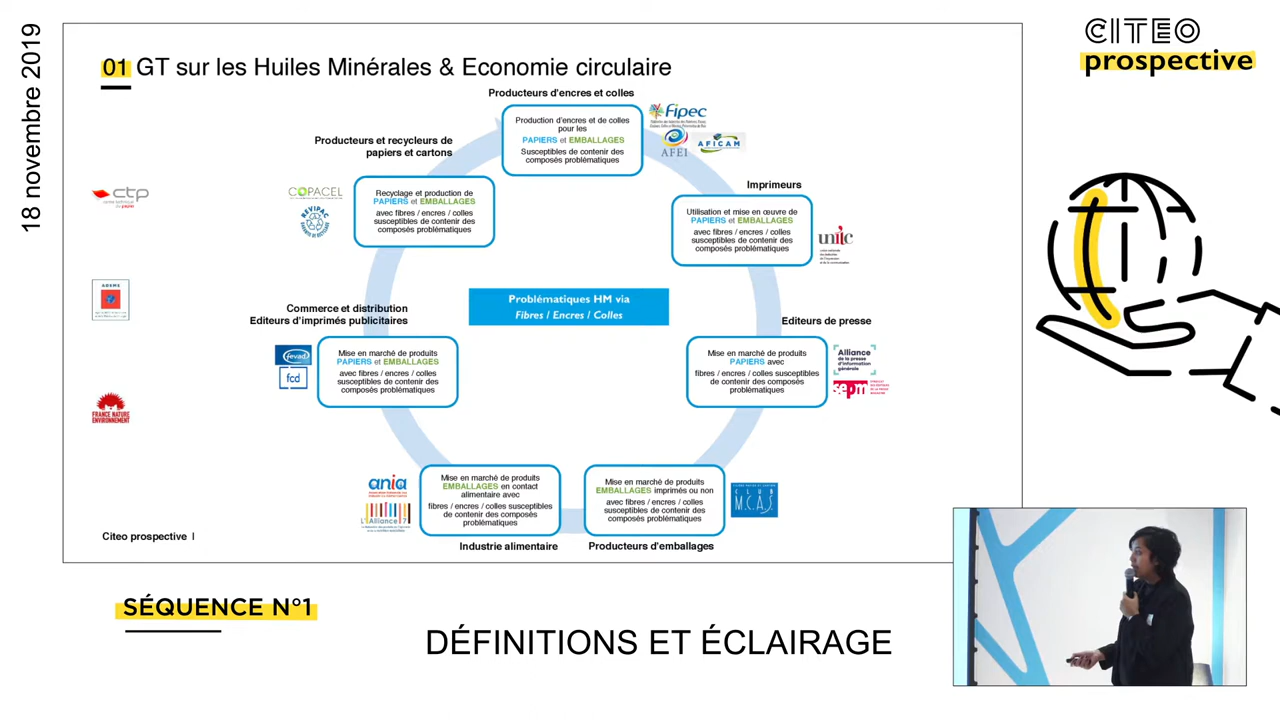 18 novembre 2019
CITEO
prospective
01 GT sur les Huiles Minérales & Economie circulaire
Producteurs d'encres et colles
Production d'encres et de colles
pour les
PAPIERS et EMBALLAGES
Susceptibles de contenir des
composés problématiques
Fipec
AFEI
AFICAM
Imprimeurs
Utilisation et mise en œuvre de
PAPIERS et EMBALLAGES
avec fibres / encres / colles
susceptibles de contenir des
composés problématiques
uniic
Editeurs de presse
Mise en marché de produits
PAPIERS avec
fibres / encres / colles susceptibles
de contenir des composés
problématiques
Alliance
de la presse
d'information
générale
sepm
Producteurs d'emballages
Mise en marché de produits
EMBALLAGES imprimés ou non
avec fibres / encres / colles
susceptibles de contenir des
composés problématiques
CLUB
M.C.A.S.
Industrie alimentaire
Mise en marché de produits
EMBALLAGES en contact
alimentaire avec
fibres / encres / colles susceptibles
de contenir des composés
problématiques
ania
L'Alliance 7
Commerce et distribution
Editeurs d'imprimés publicitaires
Mise en marché de produits
PAPIERS et EMBALLAGES
avec fibres / encres / colles
susceptibles de contenir des
composés problématiques
fevad
fcd
Producteurs et recycleurs de
papiers et cartons
Recyclage et production de
PAPIERS et EMBALLAGES
avec fibres / encres / colles
susceptibles de contenir des
composés problématiques
COPACEL
REVIPAC
ctp
ADEME
FRANCE NATURE
ENVIRONNEMENT
Problématiques HM via
Fibres / Encres / Colles
Citeo prospective I
SÉQUENCE N°1
DÉFINITIONS ET ÉCLAIRAGE